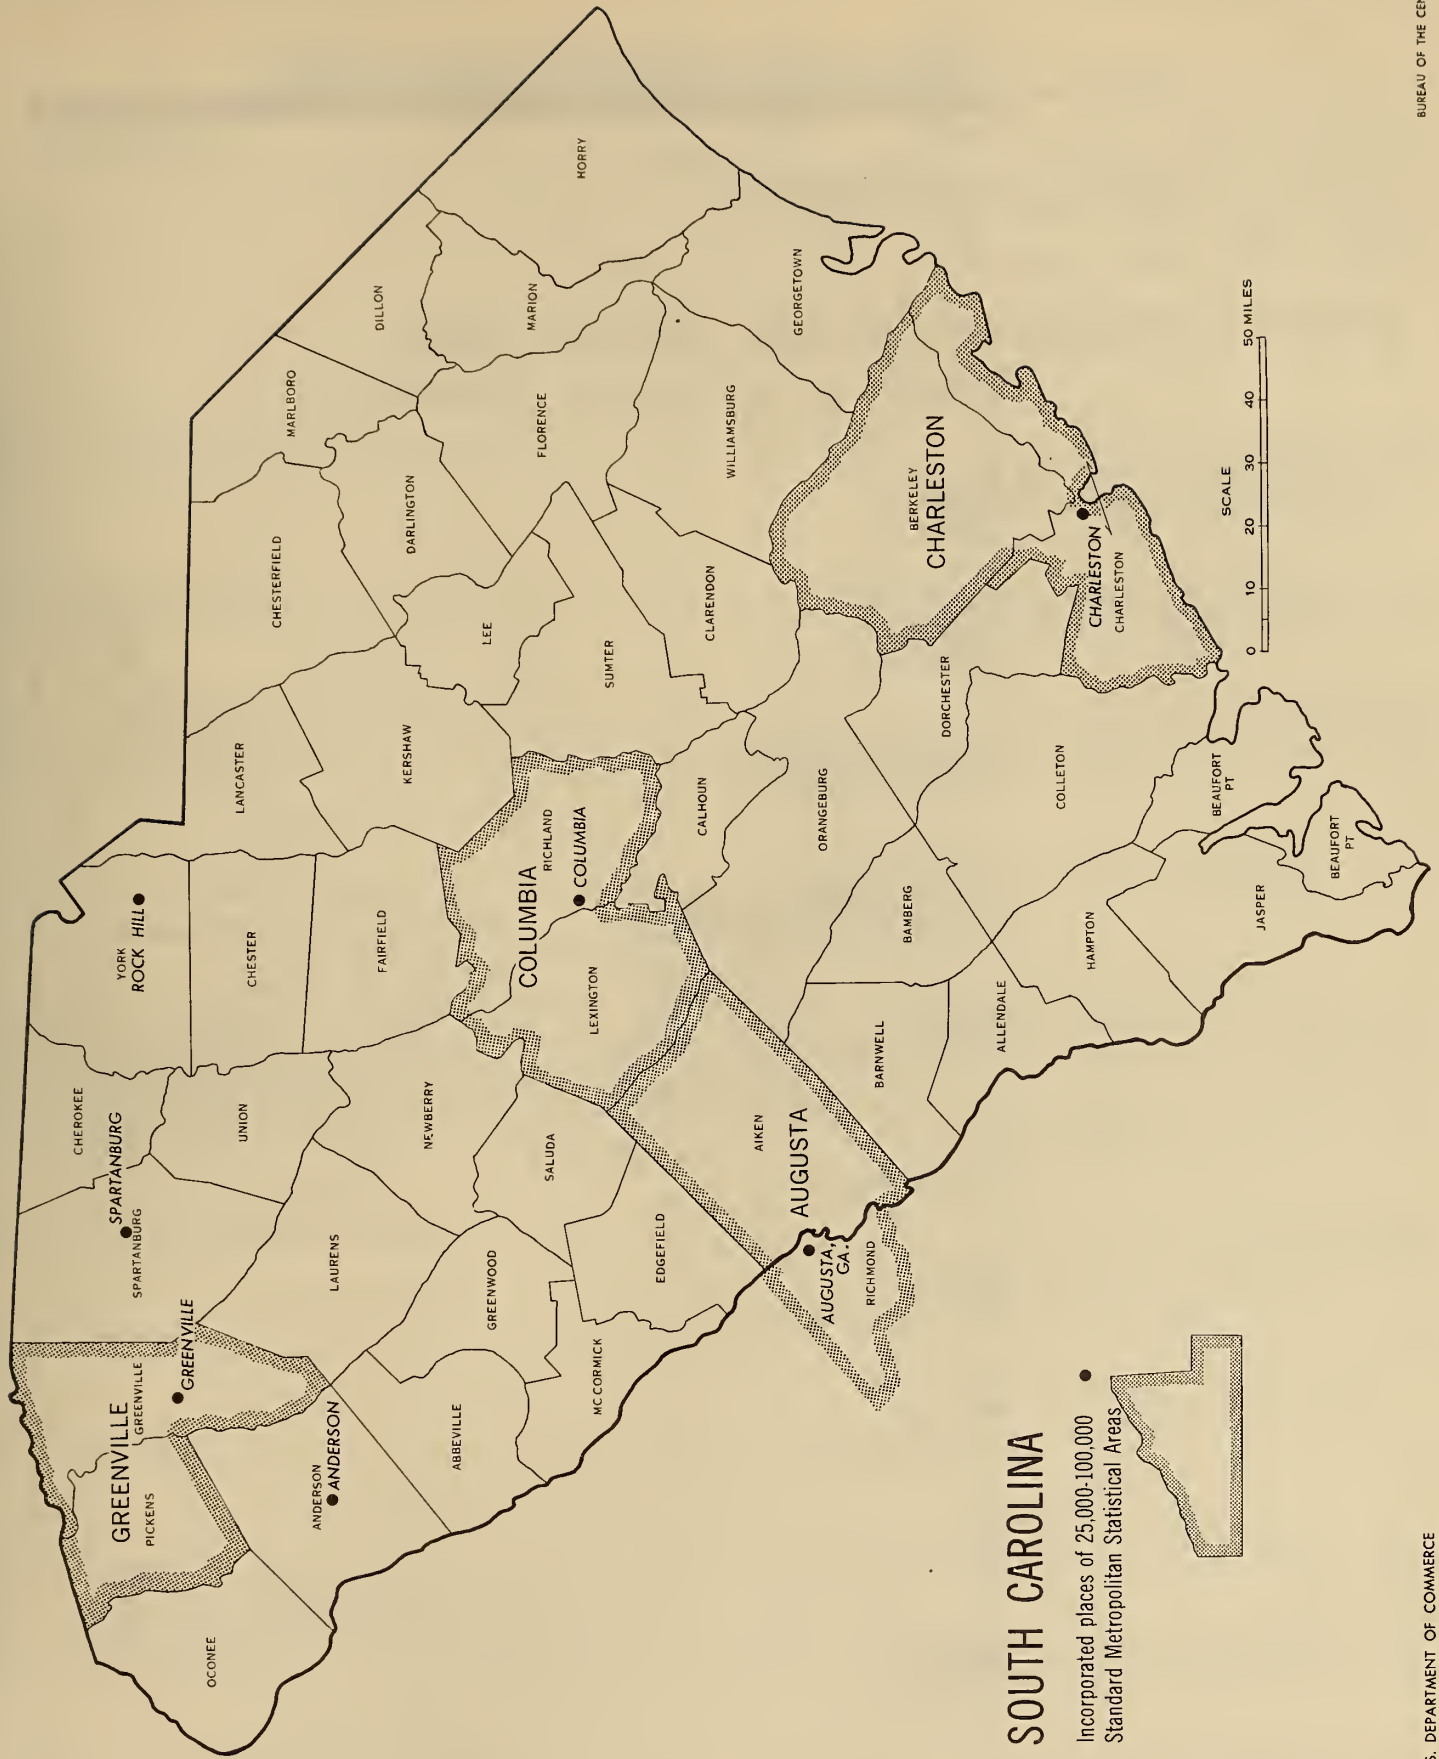 HORRY
DILLON
MARION
GEORGETOWN
MARLBORO
FLORENCE
WILLIAMSBURG
CHESTERFIELD
DARLINGTON
BERKELEY
CHARLESTON
LEE
SUMTER
CLARENDON
CHARLESTON
CHARLESTON
LANCASTER
KERSHAW
DORCHESTER
COLLETON
BEAUFORT
PT
BEAUFORT
PT
RICHLAND
COLUMBIA
COLUMBIA
CALHOUN
ORANGEBURG
YORK
ROCK HILL
CHESTER
FAIRFIELD
LEXINGTON
BAMBERG
HAMPTON
JASPER
ALLENDALE
BARNWELL
CHEROKEE
UNION
NEWBERRY
SALUDA
AIKEN
AUGUSTA
SPARTANBURG
SPARTANBURG
LAURENS
GREENWOOD
EDGEFIELD
AUGUSTA,
GA.
RICHMOND
GREENVILLE
GREENVILLE
GREENVILLE
PICKENS
ANDERSON
ANDERSON
ABBEVILLE
MC CORMICK
OCONEE
SCALE
0 10 20 30 40 50 MILES
SOUTH CAROLINA
Incorporated places of 25,000-100,000
Standard Metropolitan Statistical Areas
DEPARTMENT OF COMMERCE
BUREAU OF THE CEN